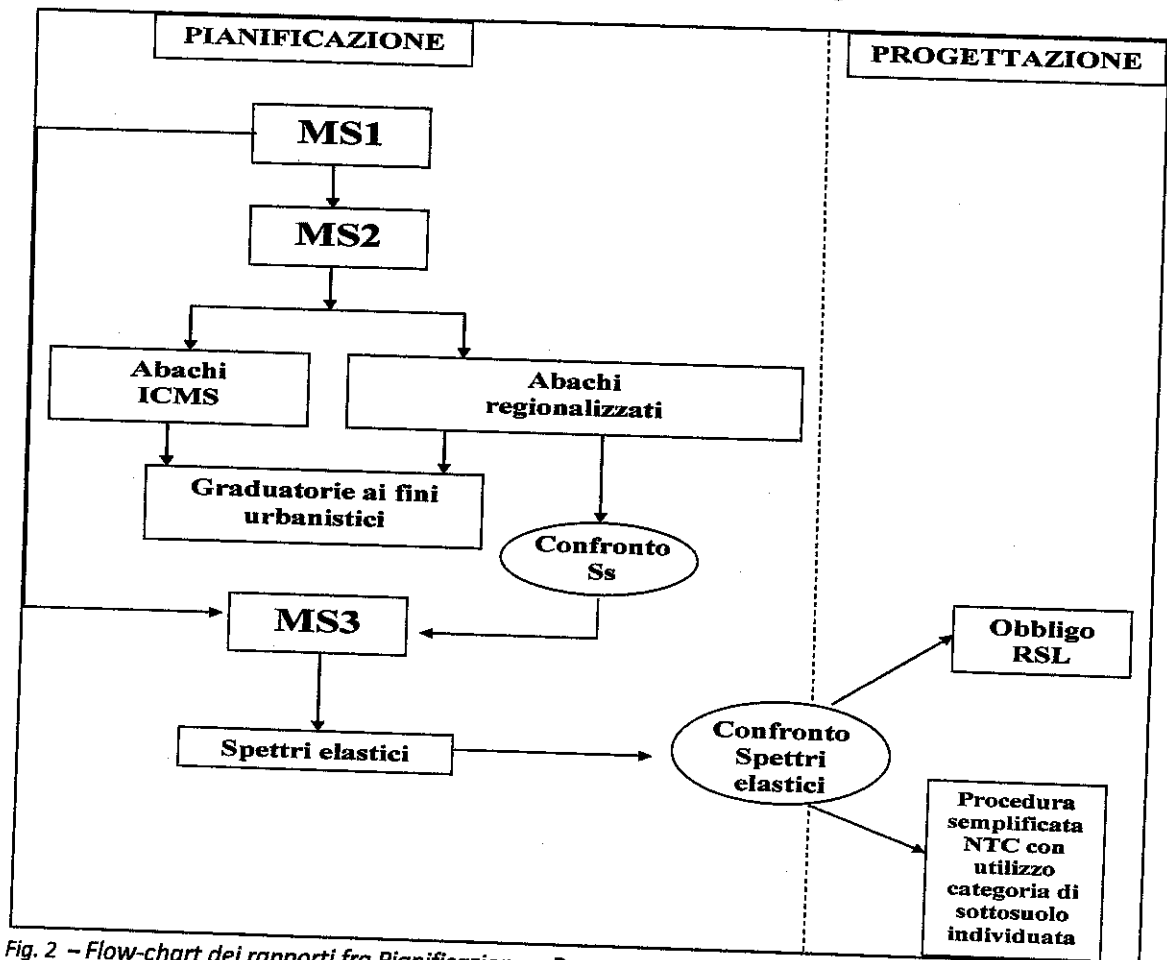 PIANIFICAZIONE
PROGETTAZIONE
MS1
MS2
Abachi
ICMS
Abachi
regionalizzati
Graduatorie ai fini
urbanistici
Confronto
Ss
MS3
Obbligo
RSL
Spettri elastici
Confronto
Spettri
elastici
Procedura
semplificata
NTC con
utilizzo
categoria di
sottosuolo
individuata
Fig. 2 – Flow-chart dei rapporti fra Pianificazione